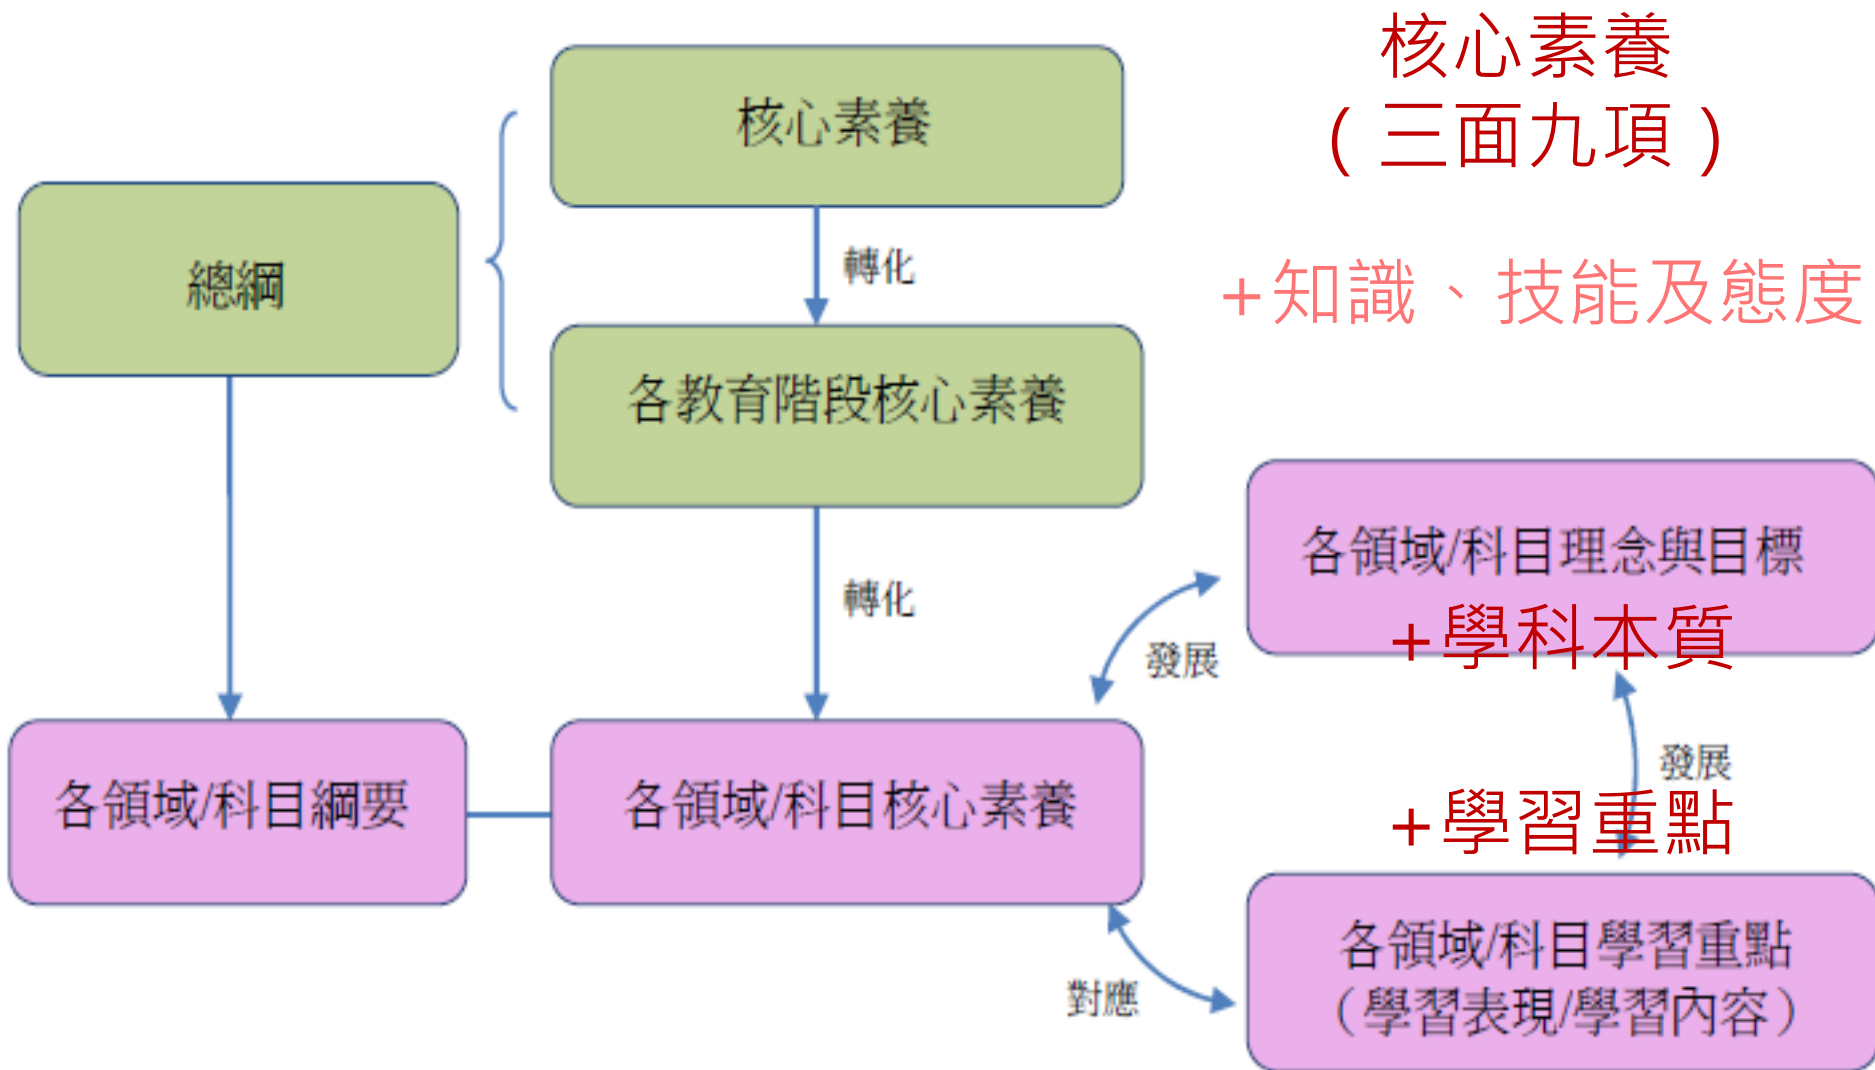 核心素養
(三面九項)
核心素養
總綱
轉化
+知識、技能及態度
各教育階段核心素養
轉化
各領域/科目理念與目標
+學科本質
發展
發展
各領域/科目綱要
各領域/科目核心素養
+學習重點
對應
各領域/科目學習重點
(學習表現/學習內容)